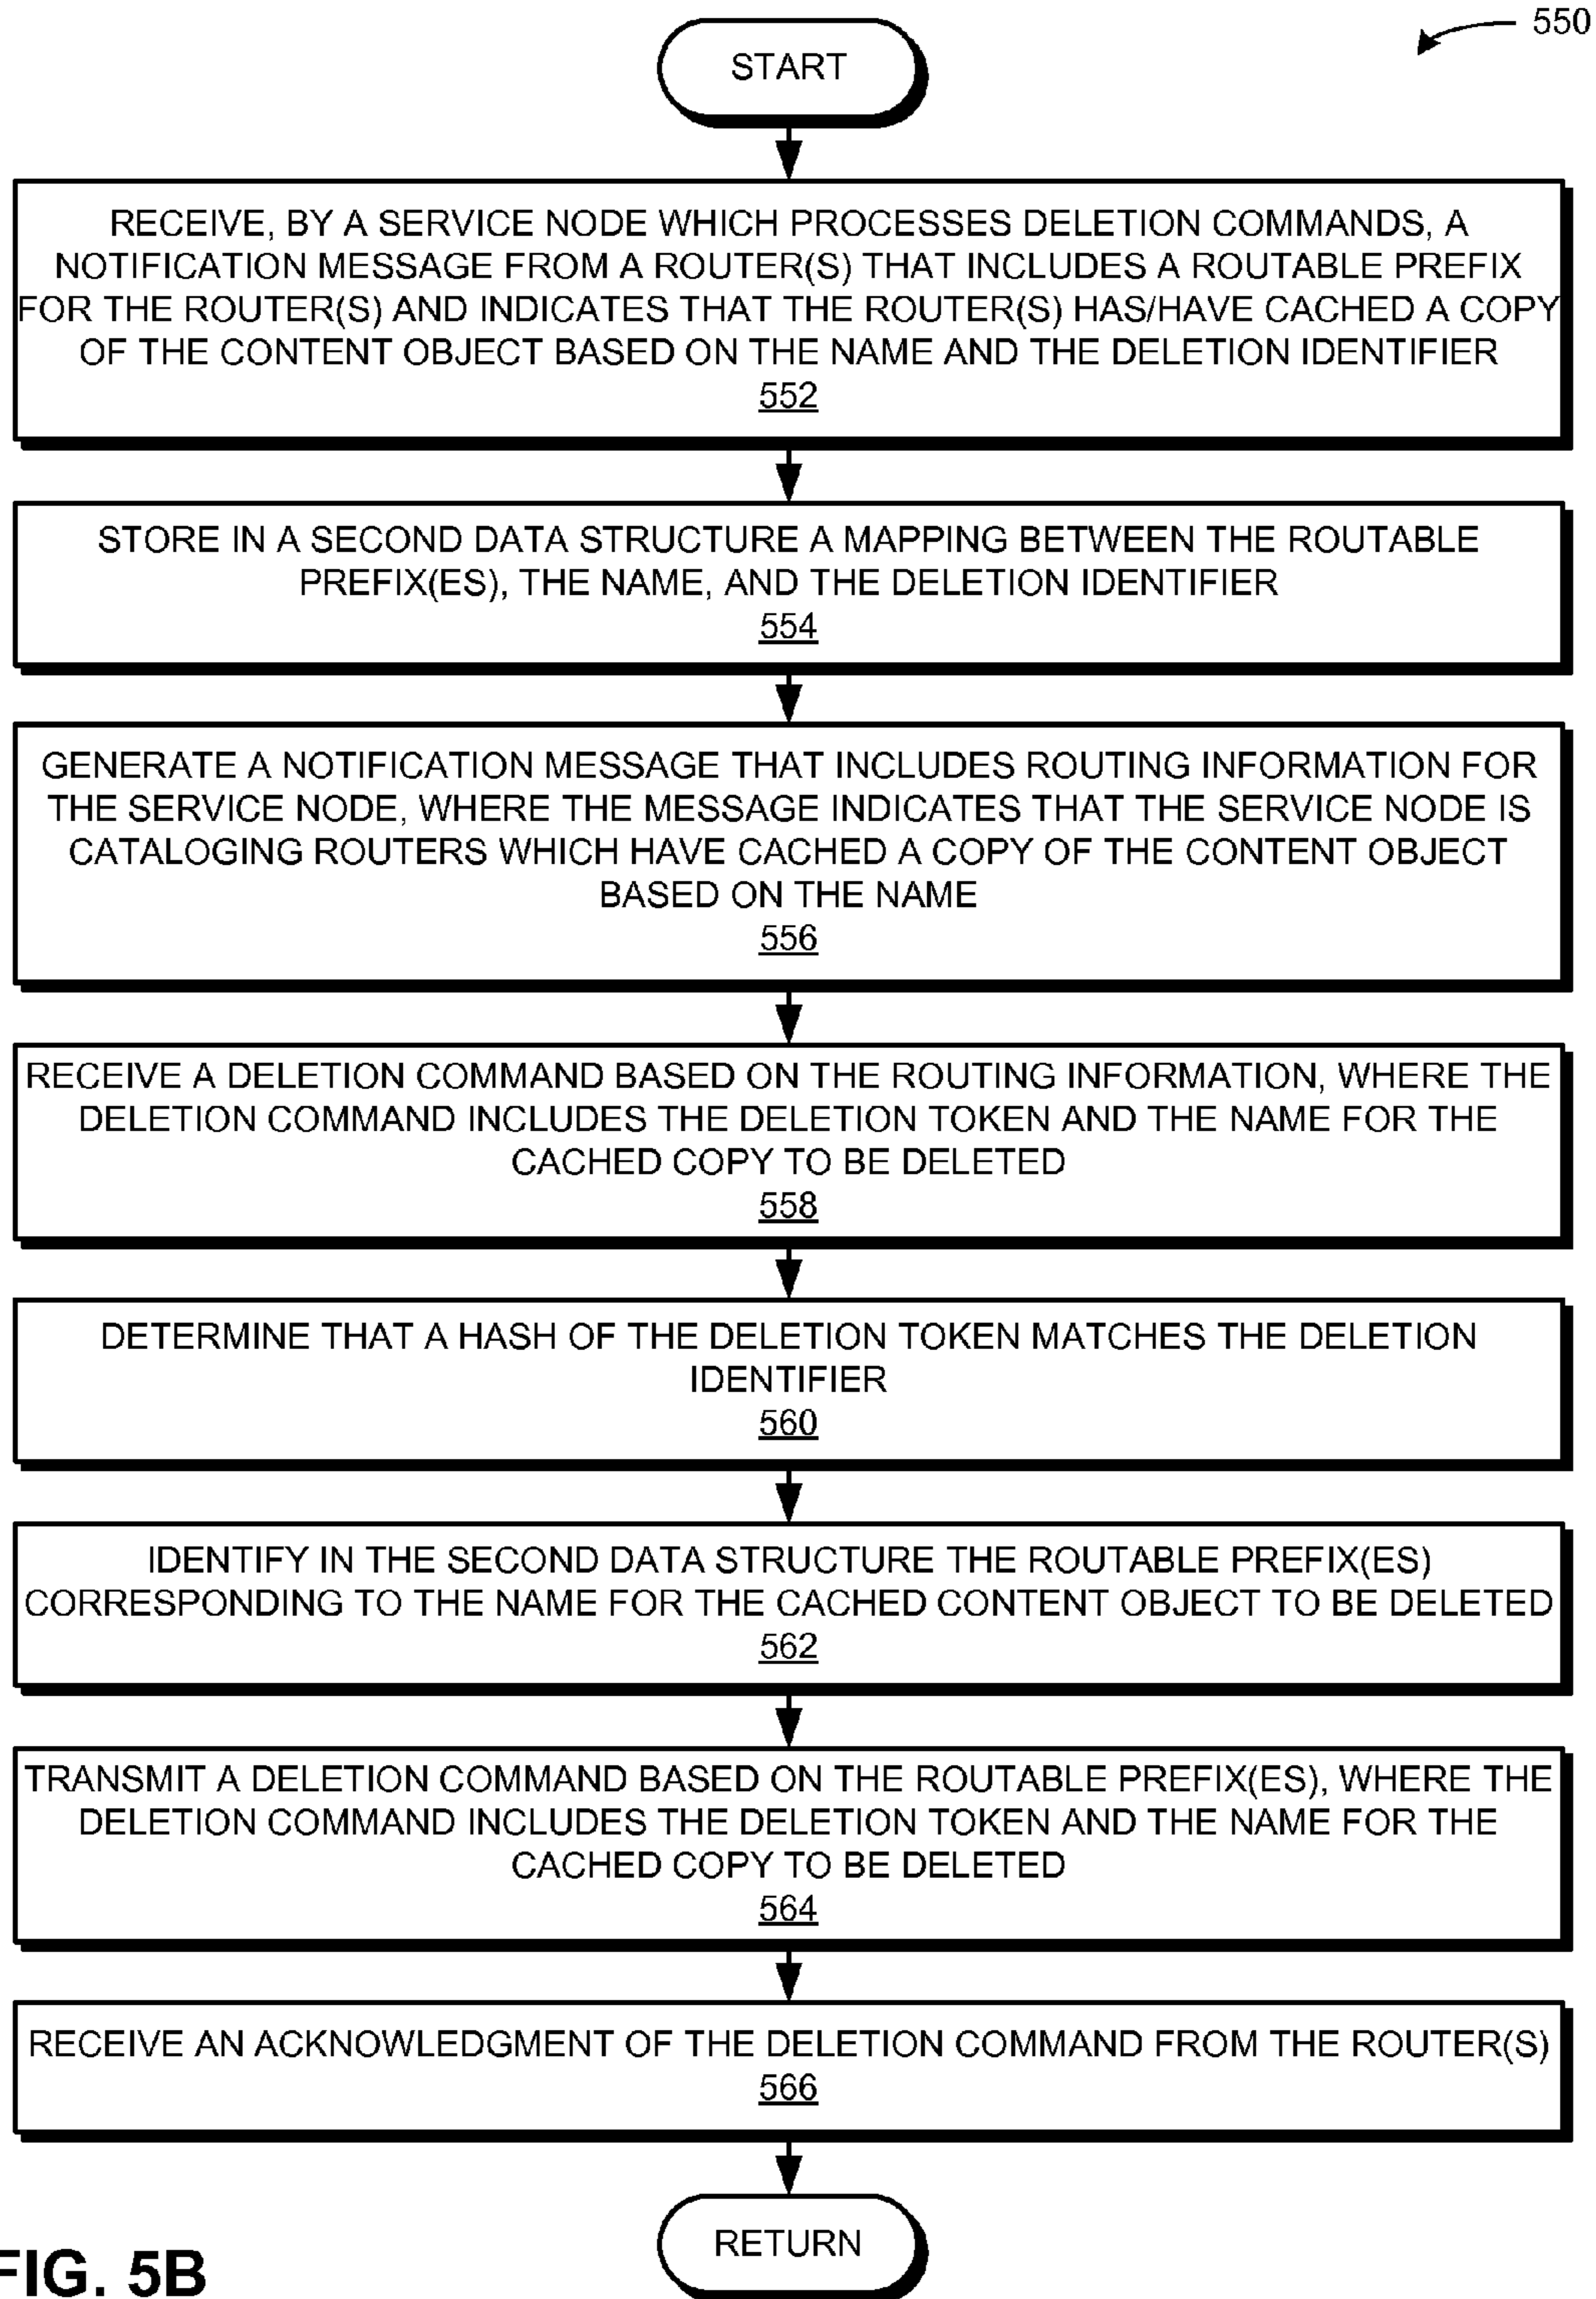 550
START
RECEIVE, BY A SERVICE NODE WHICH PROCESSES DELETION COMMANDS, A
NOTIFICATION MESSAGE FROM A ROUTER(S) THAT INCLUDES A ROUTABLE PREFIX
FOR THE ROUTER(S) AND INDICATES THAT THE ROUTER(S) HAS/HAVE CACHED A COPY
OF THE CONTENT OBJECT BASED ON THE NAME AND THE DELETION IDENTIFIER
552
STORE IN A SECOND DATA STRUCTURE A MAPPING BETWEEN THE ROUTABLE
PREFIX(ES), THE NAME, AND THE DELETION IDENTIFIER
554
GENERATE A NOTIFICATION MESSAGE THAT INCLUDES ROUTING INFORMATION FOR
THE SERVICE NODE, WHERE THE MESSAGE INDICATES THAT THE SERVICE NODE IS
CATALOGING ROUTERS WHICH HAVE CACHED A COPY OF THE CONTENT OBJECT
BASED ON THE NAME
556
RECEIVE A DELETION COMMAND BASED ON THE ROUTING INFORMATION, WHERE THE
DELETION COMMAND INCLUDES THE DELETION TOKEN AND THE NAME FOR THE
CACHED COPY TO BE DELETED
558
DETERMINE THAT A HASH OF THE DELETION TOKEN MATCHES THE DELETION
IDENTIFIER
560
IDENTIFY IN THE SECOND DATA STRUCTURE THE ROUTABLE PREFIX(ES)
CORRESPONDING TO THE NAME FOR THE CACHED CONTENT OBJECT TO BE DELETED
562
TRANSMIT A DELETION COMMAND BASED ON THE ROUTABLE PREFIX(ES), WHERE THE
DELETION COMMAND INCLUDES THE DELETION TOKEN AND THE NAME FOR THE
CACHED COPY TO BE DELETED
564
RECEIVE AN ACKNOWLEDGMENT OF THE DELETION COMMAND FROM THE ROUTER(S)
566
RETURN
FIG. 5B